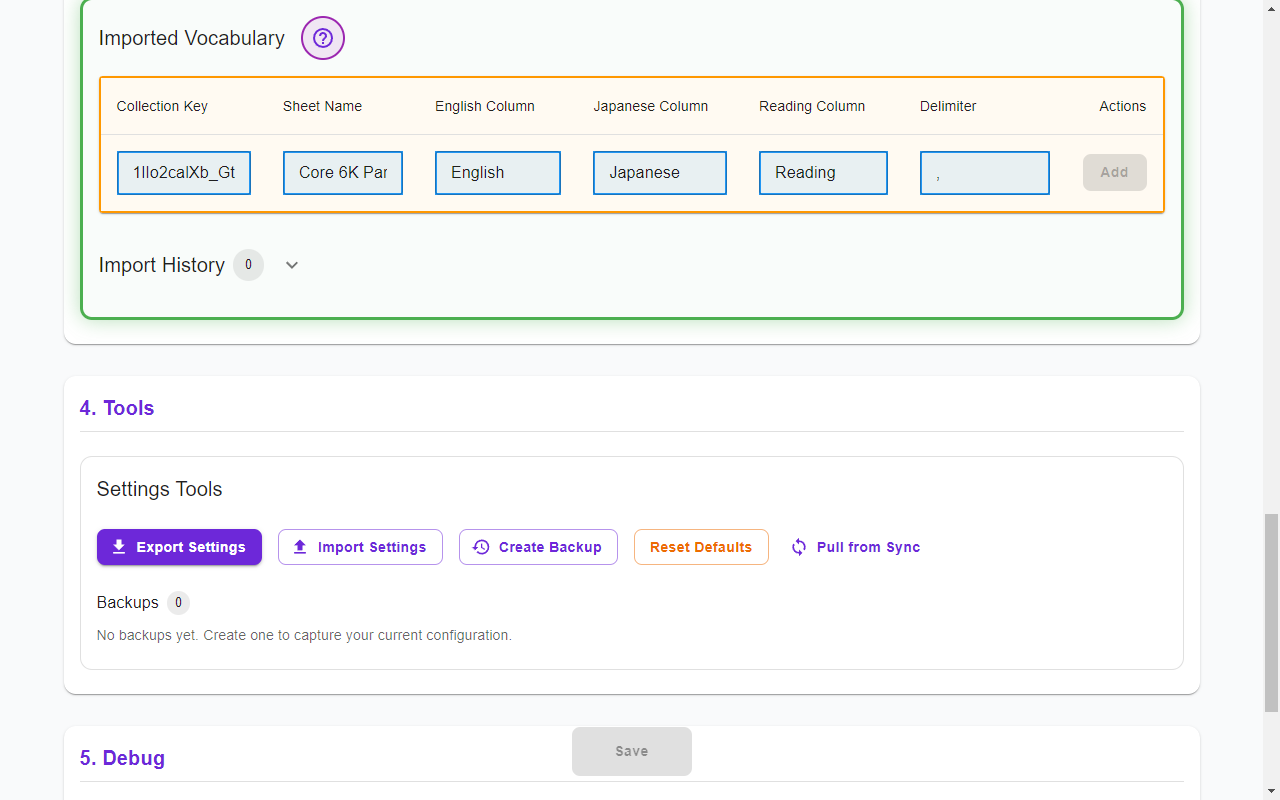 Imported Vocabulary
Collection Key Sheet Name English Column Japanese Column Reading Column Delimiter Actions
Core 6K Par English Japanese Reading , Add
Import History 0
4. Tools
Settings Tools
Export Settings Import Settings Create Backup Reset Defaults Pull from Sync
Backups 0
No backups yet. Create one to capture your current configuration.
5. Debug
Save